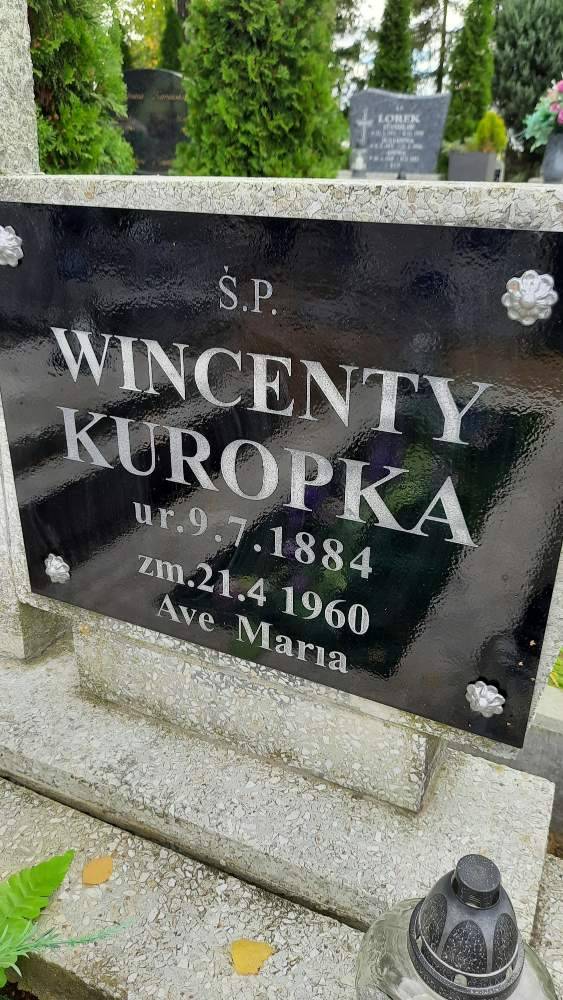 LOREK
Ś.P.
WINCENTY
KUROPKA
ur.9.7.1884
zm.21.4 1960
Ave Maria